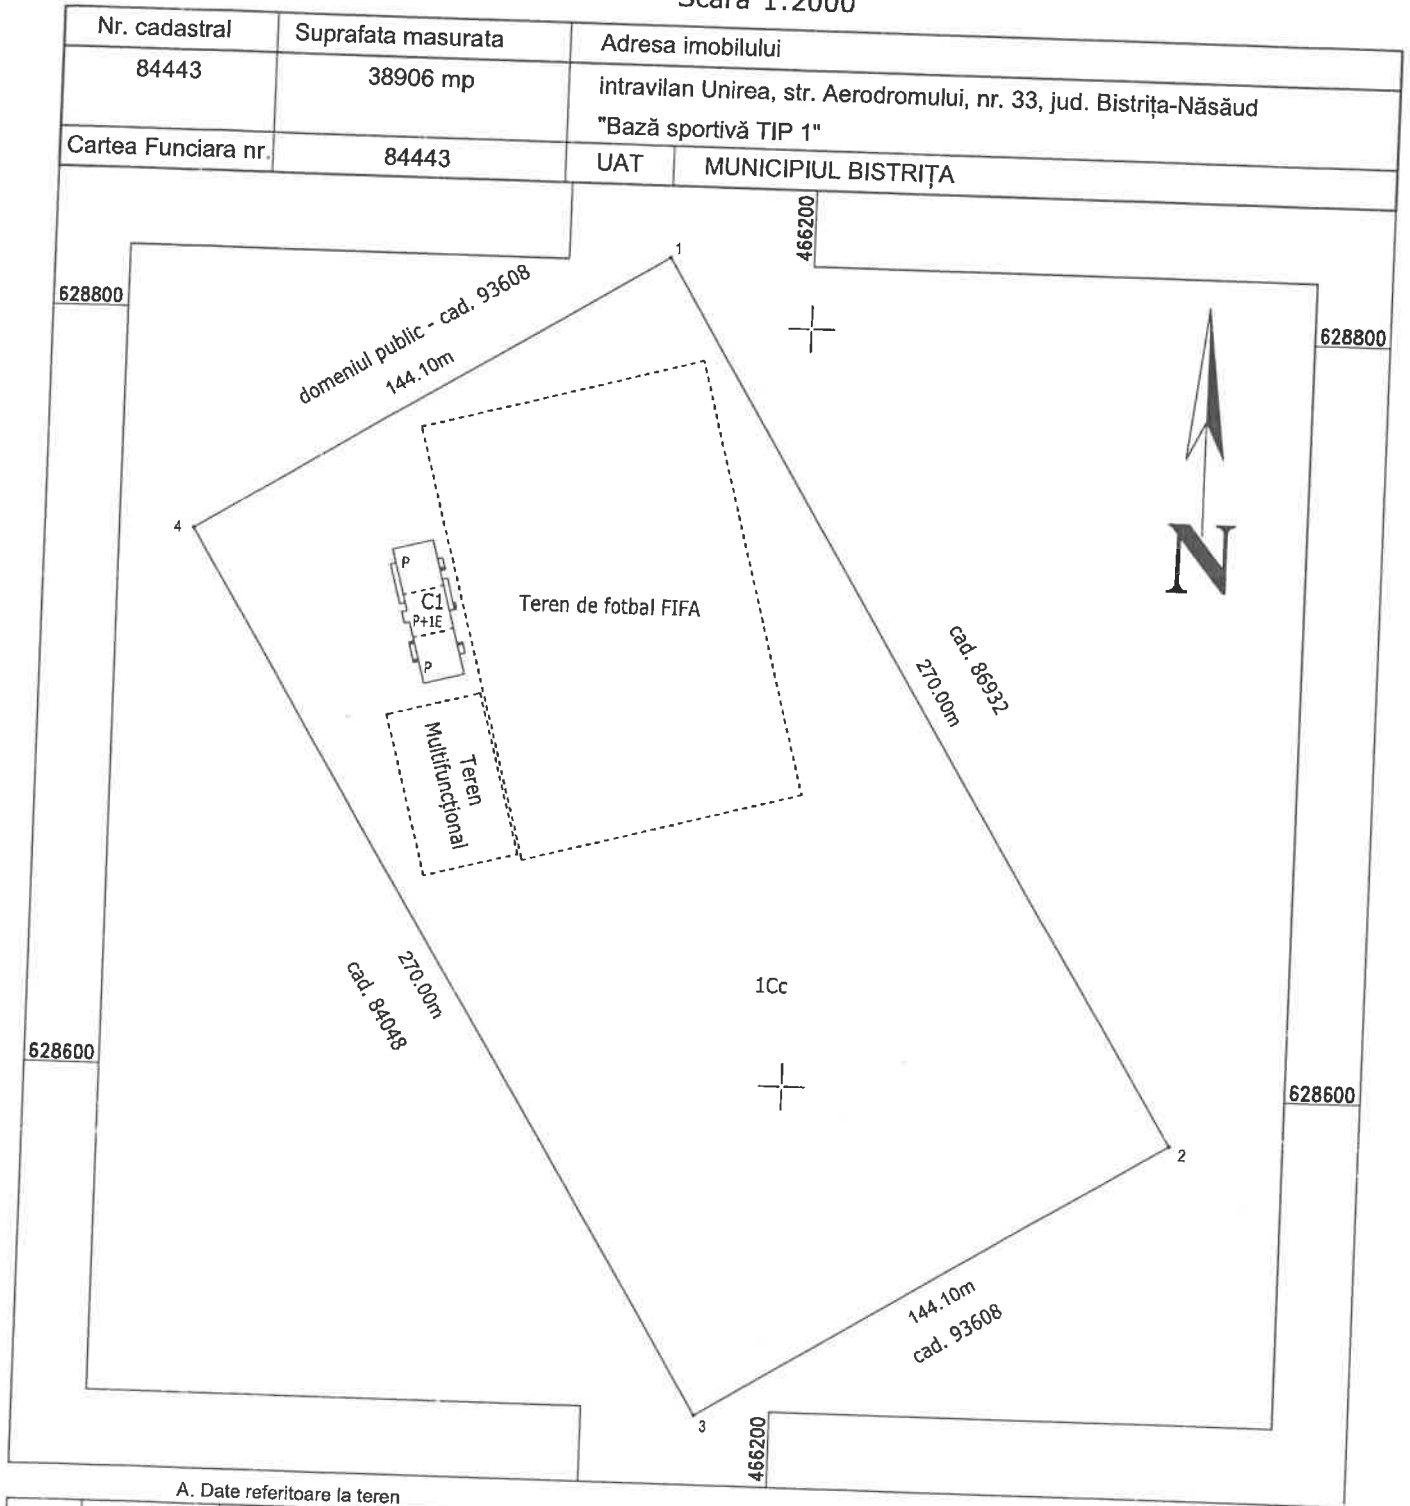 Scara 1:2000
Nr. cadastral
Suprafata masurata
Adresa imobilului
84443
38906 mp
intravilan Unirea, str. Aerodromului, nr. 33, jud. Bistrița-Năsăud
"Bază sportivă TIP 1"
Cartea Funciara nr.
84443
UAT
MUNICIPIUL BISTRIȚA
466200
1
628800
628800
domeniul public - cad. 93608
144.10m
4
N
P
C1
P+1E
P
Teren de fotbal FIFA
cad. 86932
270.00m
Teren
Multifuncțional
270.00m
cad. 84048
1Cc
628600
628600
2
144.10m
cad. 93608
3
466200
A. Date referitoare la teren